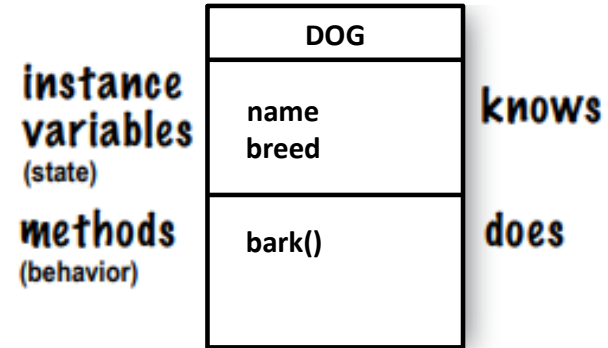 DOG
instance
variables
(state)
name
breed
knows
methods
(behavior)
bark()
does